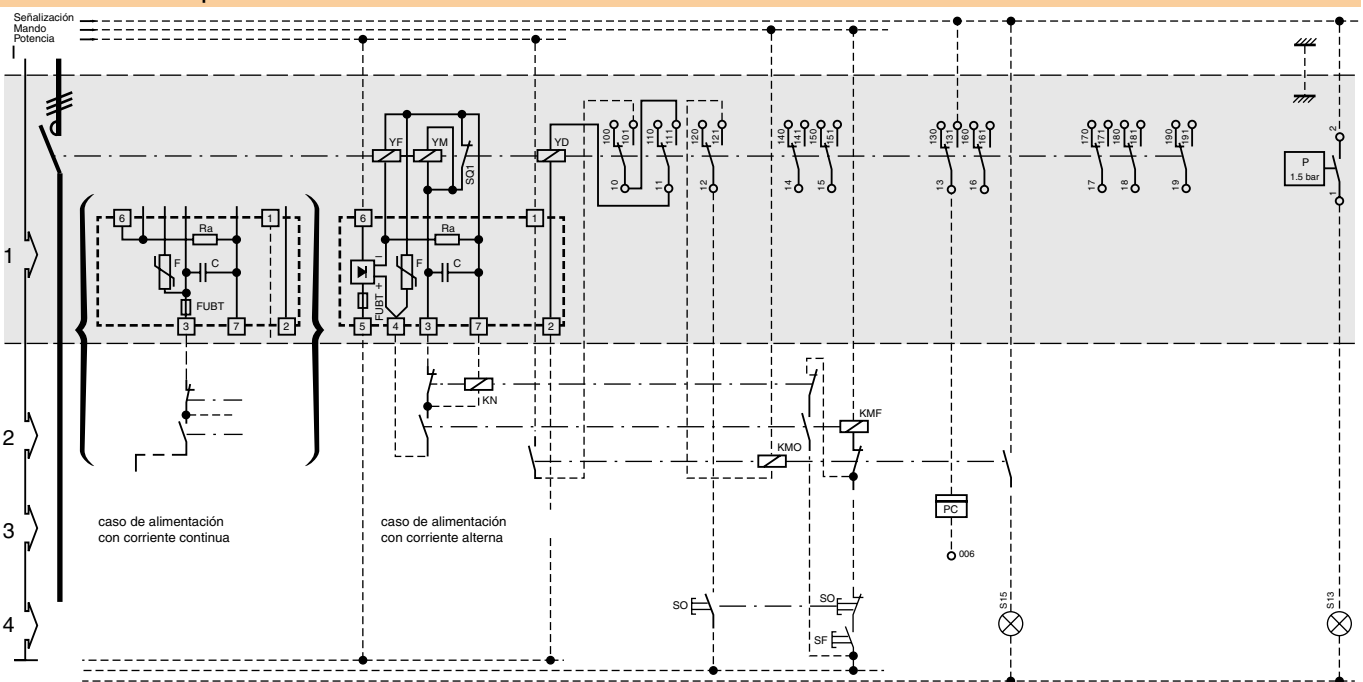 Señalización
Mando
Potencia
YF
YM
SQ1
YD
100
101
110
111
120
121
140
141
150
151
130
131
160
161
170
171
180
181
190
191
10
11
12
14
15
13
16
17
18
19
P
1.5 bar
2
1
6
1
Ra
F
C
FUBT
3
7
2
6
1
Ra
F
C
– +
FUBT
5
4
3
7
2
1
2
3
4
KN
KMF
KMO
PC
006
caso de alimentación
con corriente continua
caso de alimentación
con corriente alterna
SO
SO
SF
S15
S13